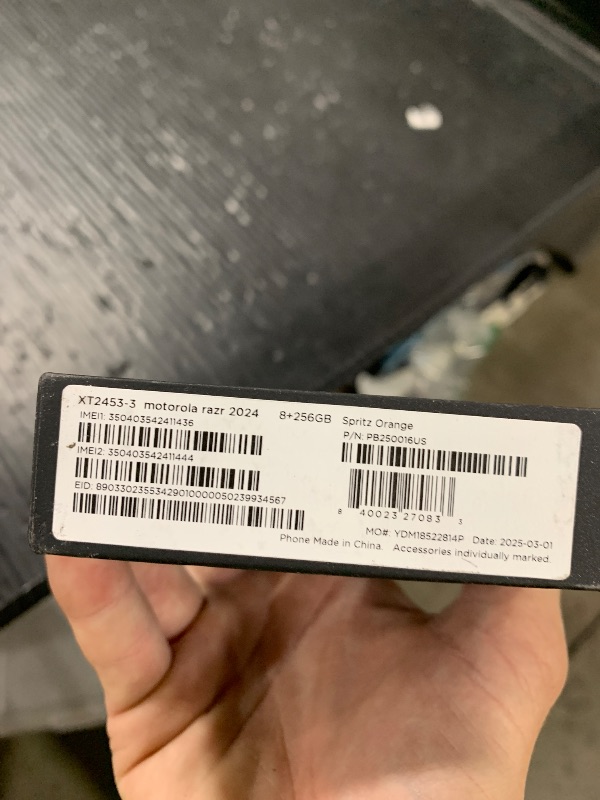 XT2453-3 motorola razr 2024 8+256GB Spritz Orange
IMEI1: 350403542411436
P/N: PB250016US
IMEI2: 350403542411444
EID: 89033023553429010000050239934567
8 40023 27083 3
MO#: YDM18522814P Date: 2025-03-01
Phone Made in China. Accessories individually marked.